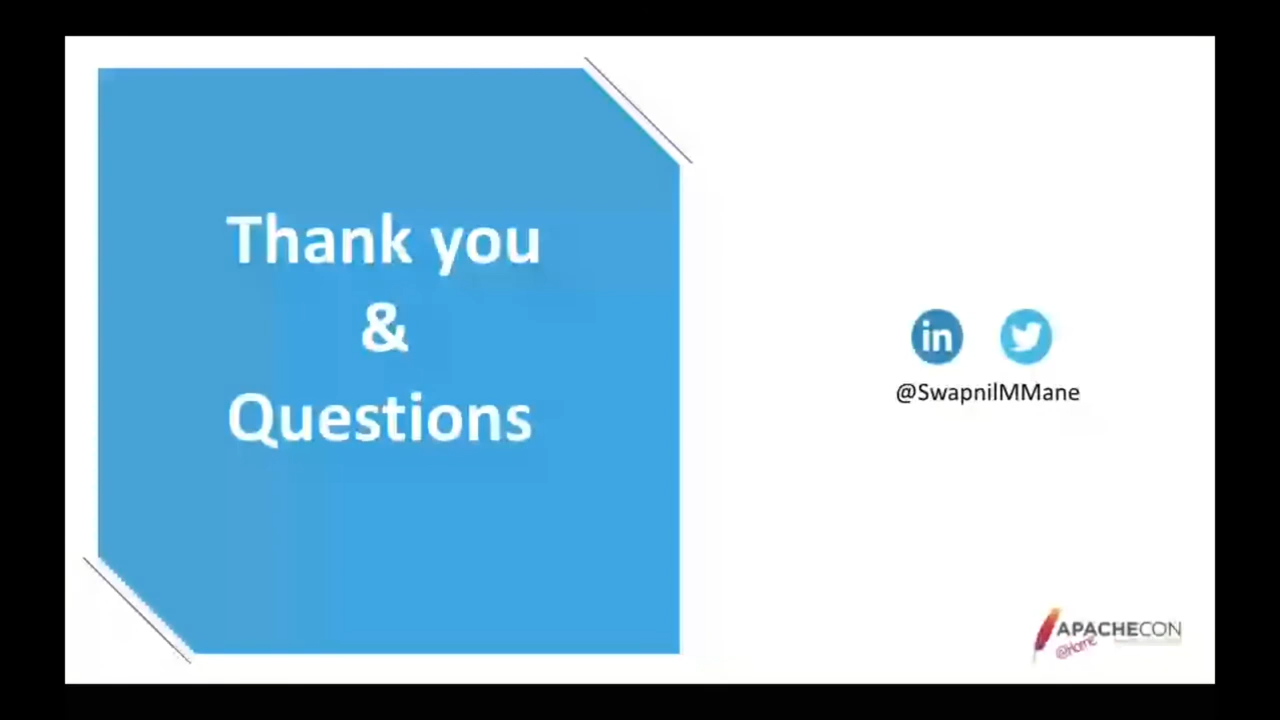 Thank you
&
Questions
in
@SwapnilMMane
APACHECON
@Home